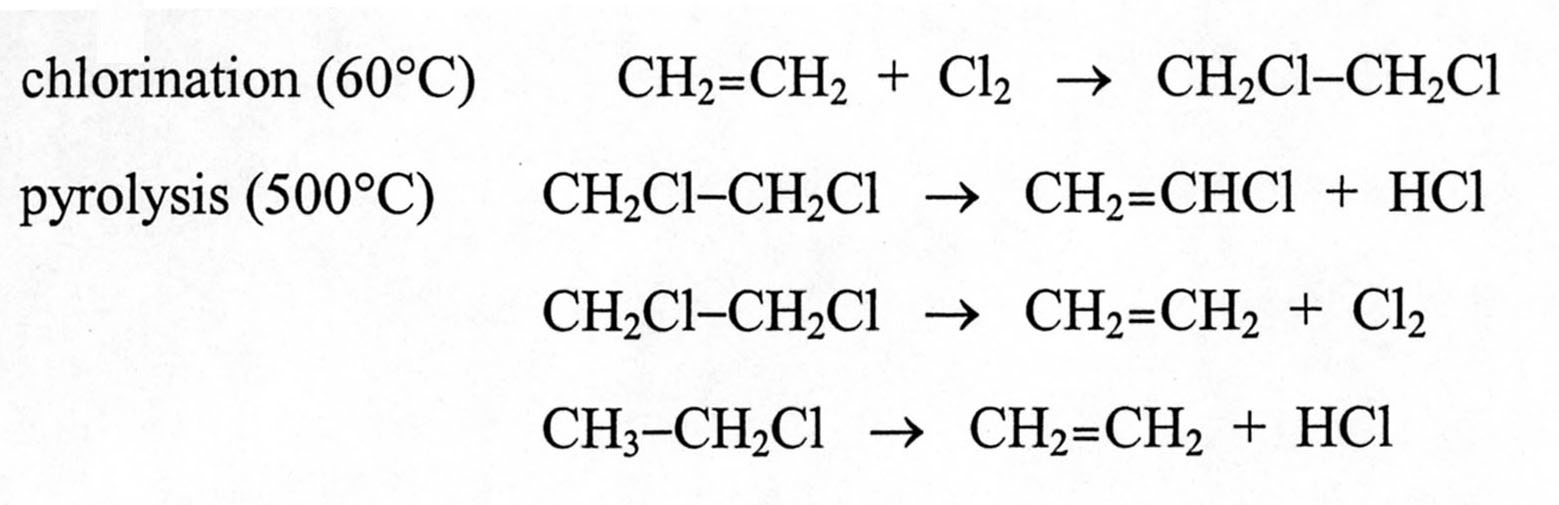 chlorination (60°C) CH₂=CH₂ + Cl₂ → CH₂Cl–CH₂Cl
pyrolysis (500°C) CH₂Cl–CH₂Cl → CH₂=CHCl + HCl
CH₂Cl–CH₂Cl → CH₂=CH₂ + Cl₂
CH₃–CH₂Cl → CH₂=CH₂ + HCl